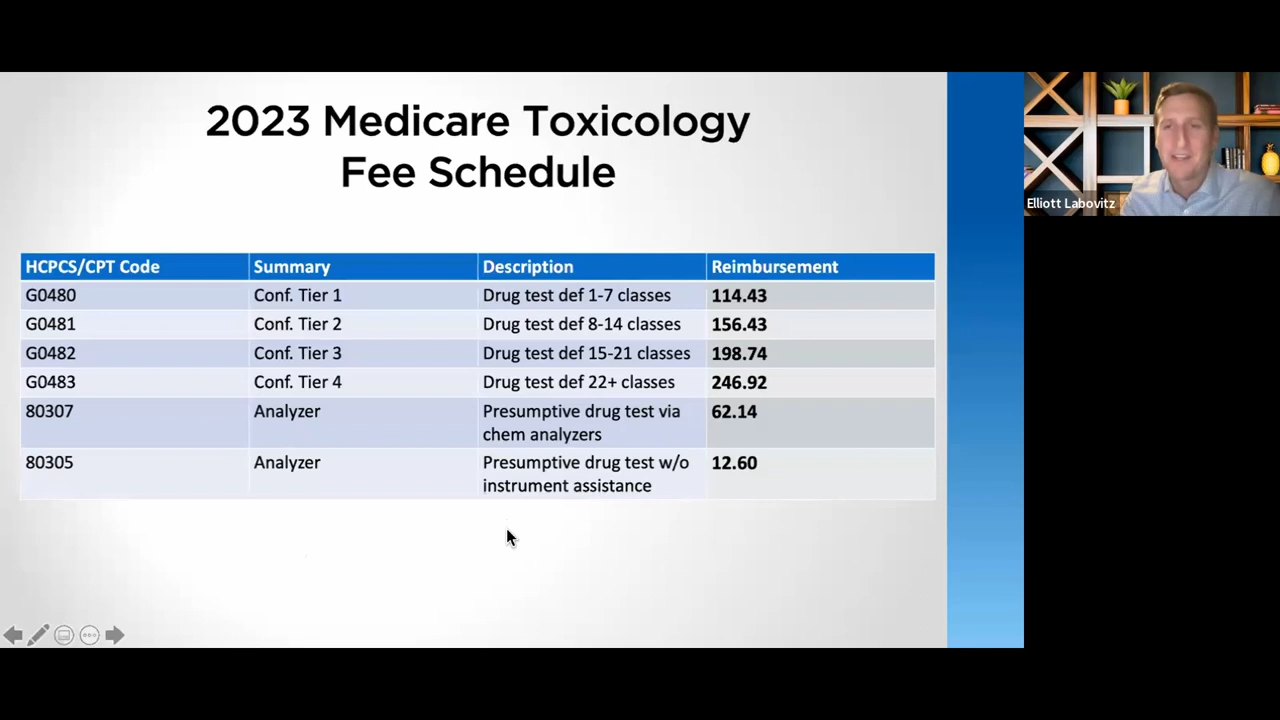 2023 Medicare Toxicology
Fee Schedule
Elliott Labovitz
HCPCS/CPT Code Summary Description Reimbursement
G0480 Conf. Tier 1 Drug test def 1-7 classes 114.43
G0481 Conf. Tier 2 Drug test def 8-14 classes 156.43
G0482 Conf. Tier 3 Drug test def 15-21 classes 198.74
G0483 Conf. Tier 4 Drug test def 22+ classes 246.92
80307 Analyzer Presumptive drug test via 62.14
chem analyzers
80305 Analyzer Presumptive drug test w/o 12.60
instrument assistance